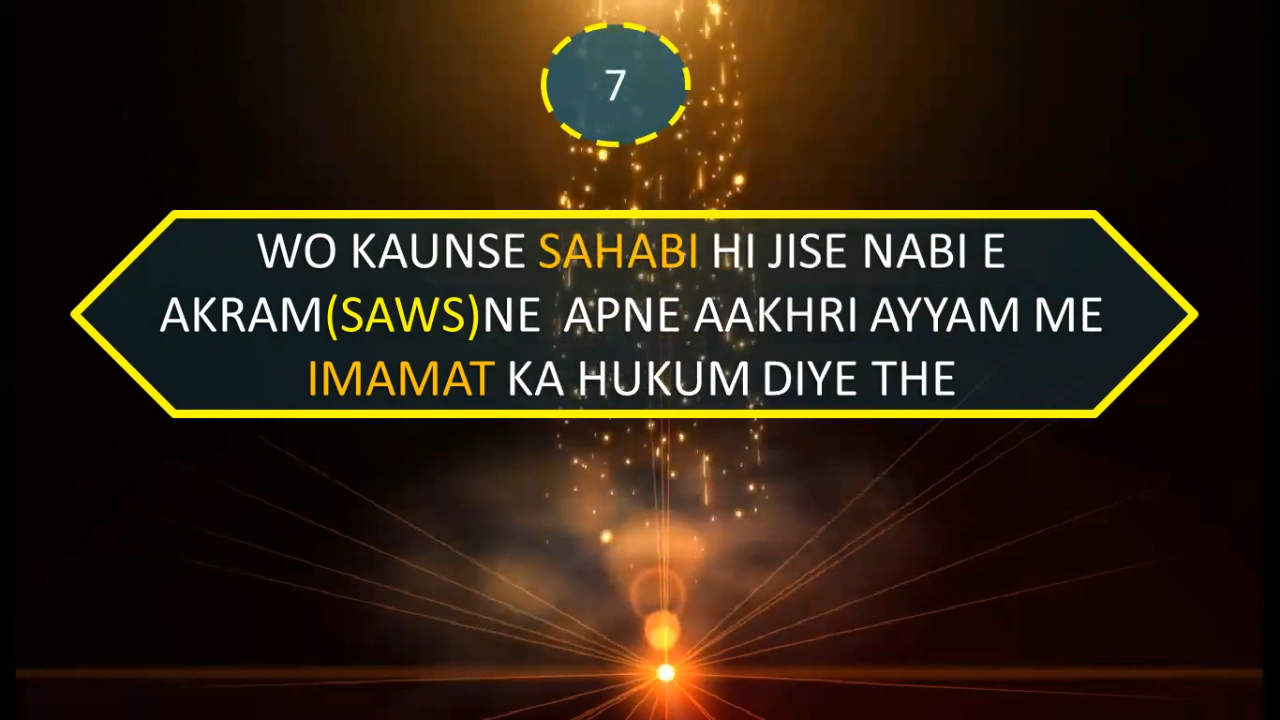 7
WO KAUNSE SAHABI HI JISE NABI E
AKRAM(SAWS)NE APNE AAKHRI AYYAM ME
IMAMAT KA HUKUM DIYE THE